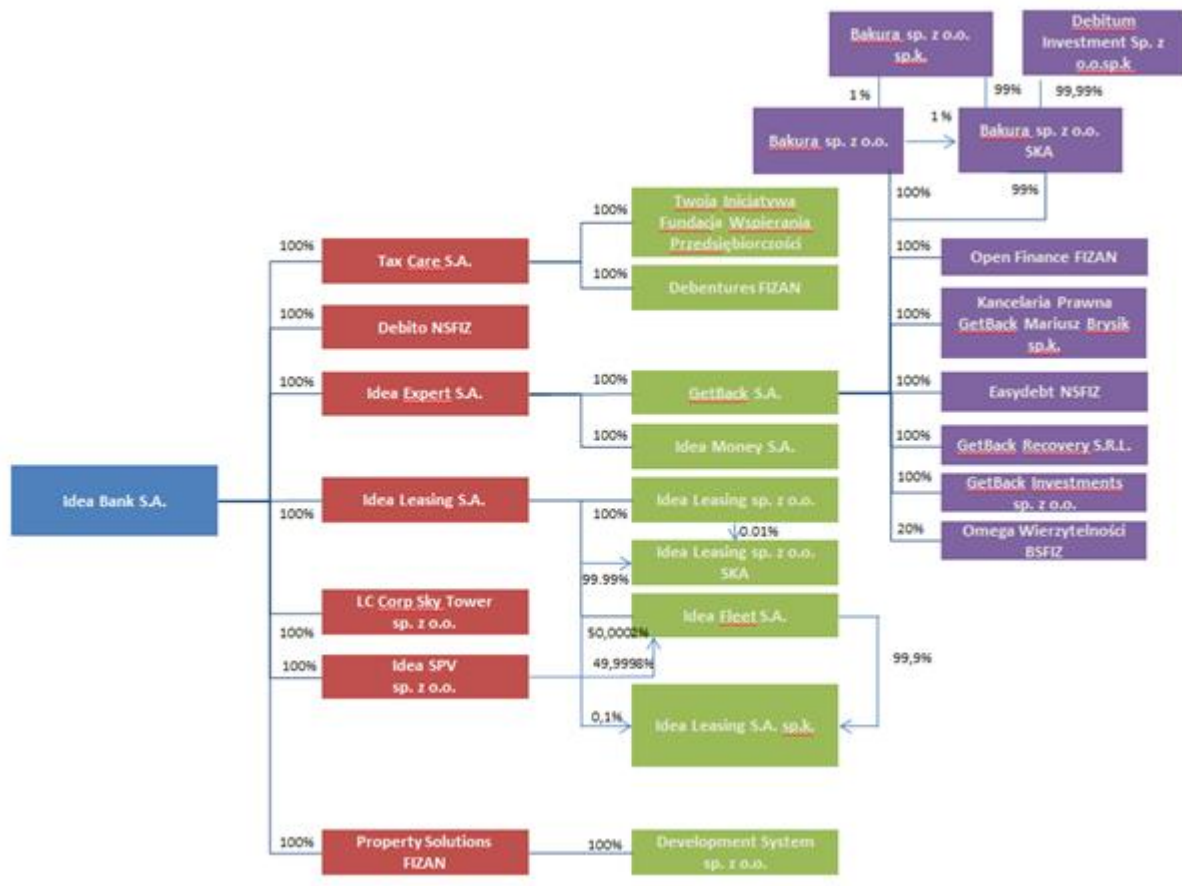 Bakura sp. z o.o.
sp.k.
Debitum
Investment Sp. z
o.o.sp.k
1 %
99%
99,99%
Bakura sp. z o.o.
1 %
Bakura sp. z o.o.
SKA
100%
99%
100%
Twoja Iniciatywa
Fundacja Wspierania
Przedsiębiorczości
100%
Tax Care S.A.
100%
Debentures FIZAN
100%
Open Finance FIZAN
100%
Debito NSFIZ
100%
Kancelaria Prawna
GetBack Mariusz Brysik
sp.k.
100%
Idea Expert S.A.
100%
GetBack S.A.
100%
Easydebt NSFIZ
100%
Idea Money S.A.
100%
GetBack Recovery S.R.L.
Idea Bank S.A.
100%
Idea Leasing S.A.
100%
Idea Leasing sp. z o.o.
100%
GetBack Investments
sp. z o.o.
0.01%
20%
Omega Wierzytelności
BSFIZ
99.99%
Idea Leasing sp. z o.o.
SKA
100%
LC Corp Sky Tower
sp. z o.o.
50,0002%
Idea Fleet S.A.
100%
Idea SPV
sp. z o.o.
49,9998%
99,9%
0,1%
Idea Leasing S.A. sp.k.
100%
Property Solutions
FIZAN
100%
Development System
sp. z o.o.